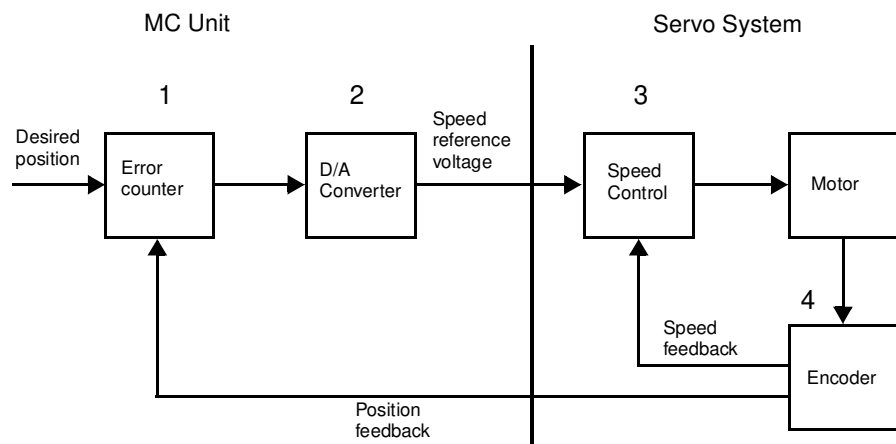 MC Unit
Servo System
1
2
3
Desired
position
Error
counter
D/A
Converter
Speed
reference
voltage
Speed
Control
Motor
4
Speed
feedback
Encoder
Position
feedback